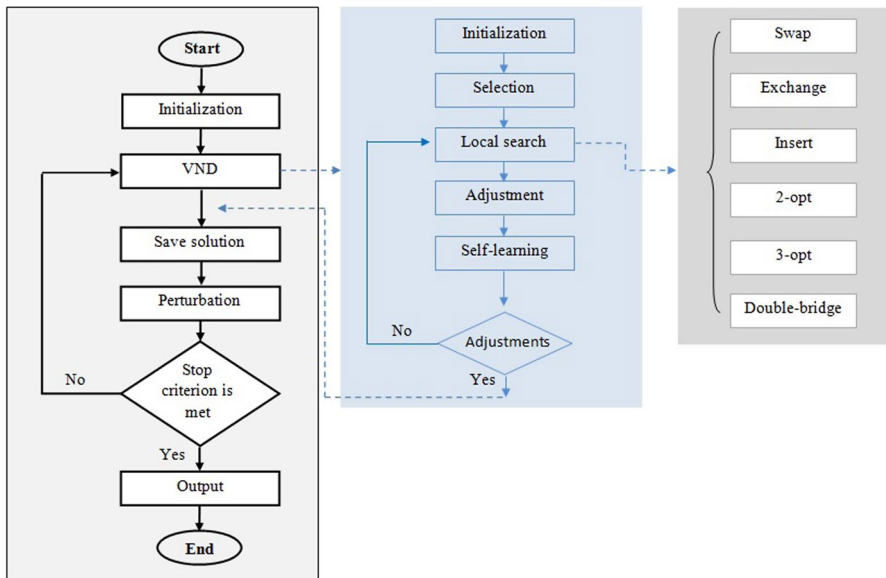 Start
Initialization
VND
Save solution
Perturbation
No
Stop
criterion is
met
Yes
Output
End
Initialization
Selection
Local search
Adjustment
Self-learning
No
Adjustments
Yes
Swap
Exchange
Insert
2-opt
3-opt
Double-bridge